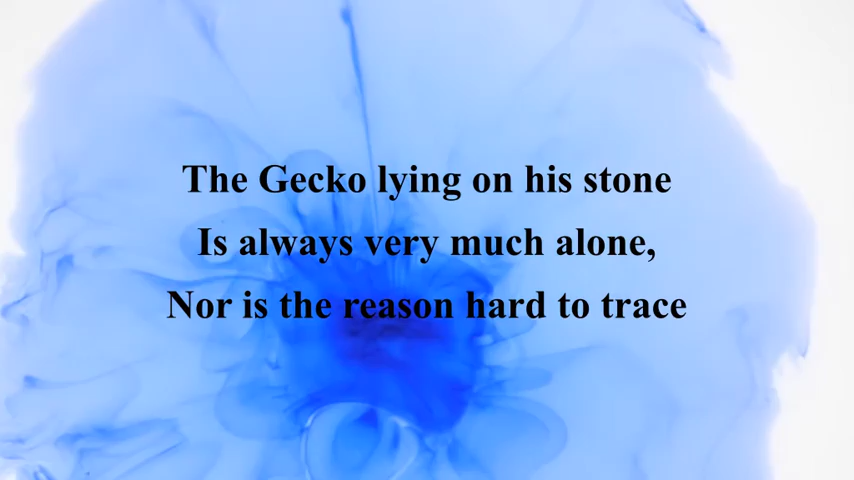 The Gecko lying on his stone
Is always very much alone,
Nor is the reason hard to trace